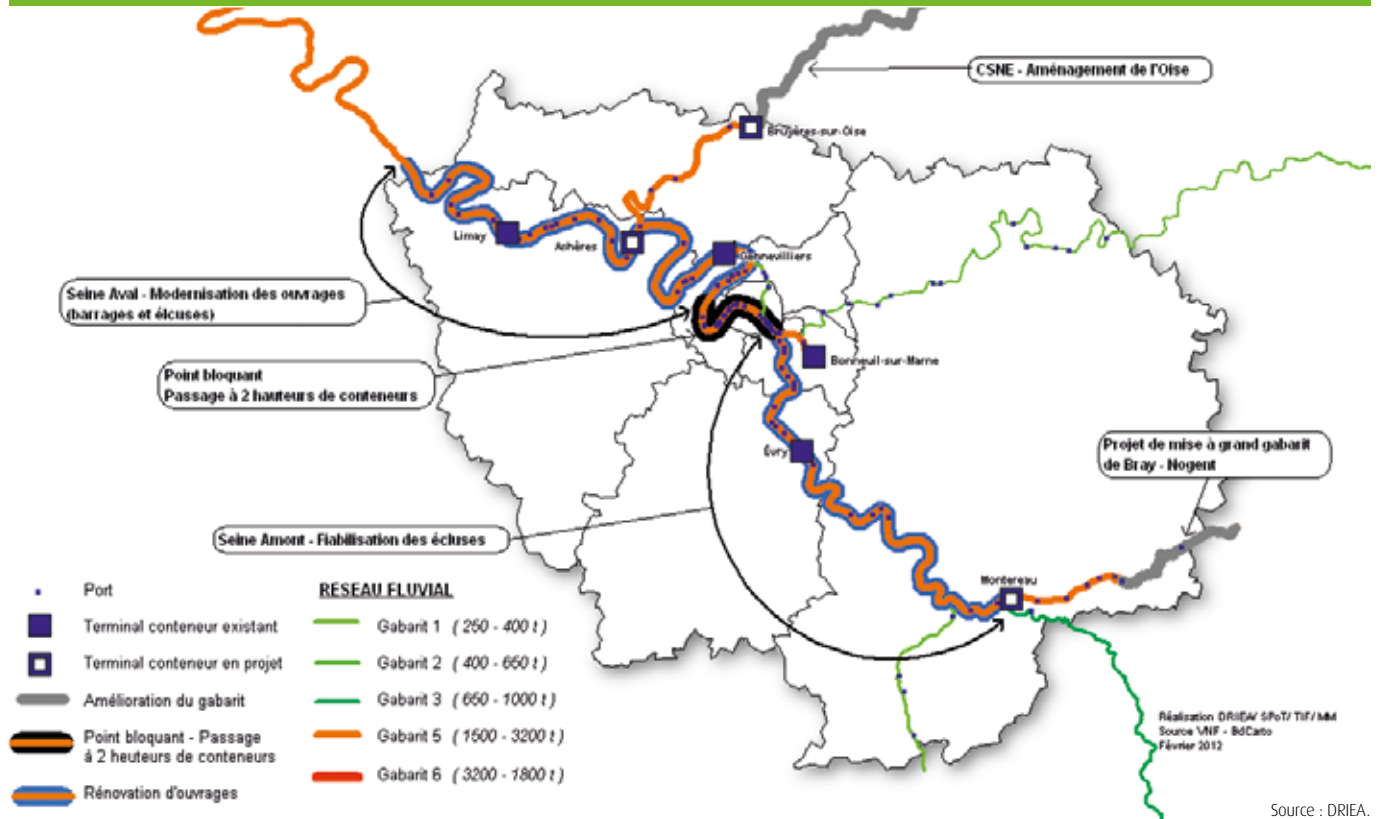 CSNE - Aménagement de l'Oise
Bruyères-sur-Oise
Limay
Achères
Gennevilliers
Seine Aval - Modernisation des ouvrages
(barrages et élcuses)
Point bloquant
Passage à 2 hauteurs de conteneurs
Bonneuil-sur-Marne
Évry
Projet de mise à grand gabarit
de Bray - Nogent
Seine Amont - Fiabilisation des écluses
Montereau
Port
Terminal conteneur existant
Terminal conteneur en projet
Amélioration du gabarit
Point bloquant - Passage
à 2 heuteurs de conteneurs
Rénovation d'ouvrages
RESEAU FLUVIAL
Gabarit 1 ( 250 - 400 t )
Gabarit 2 ( 400 - 650 t )
Gabarit 3 ( 650 - 1000 t )
Gabarit 5 ( 1500 - 3200 t )
Gabarit 6 ( 3200 - 1800 t )
Réalisation DRIEA/ SPoT/ TIF/ MM
Source VNF - BdCarto
Février 2012
Source : DRIEA.